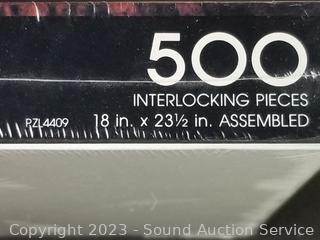 500
INTERLOCKING PIECES
PZL4409 18 in. x 23½ in. ASSEMBLED
Copyright 2023 - Sound Auction Service